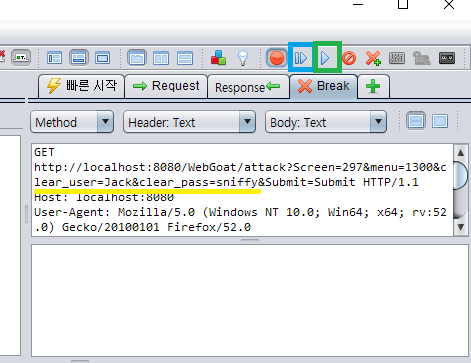 빠른 시작
Request
Response
Break
Method
Header: Text
Body: Text
GET
http://localhost:8080/WebGoat/attack?Screen=297&menu=1300&c
lear_user=Jack&clear_pass=sniffy&Submit=Submit HTTP/1.1
Host: localhost:8080
User-Agent: Mozilla/5.0 (Windows NT 10.0; Win64; x64; rv:52
.0) Gecko/20100101 Firefox/52.0